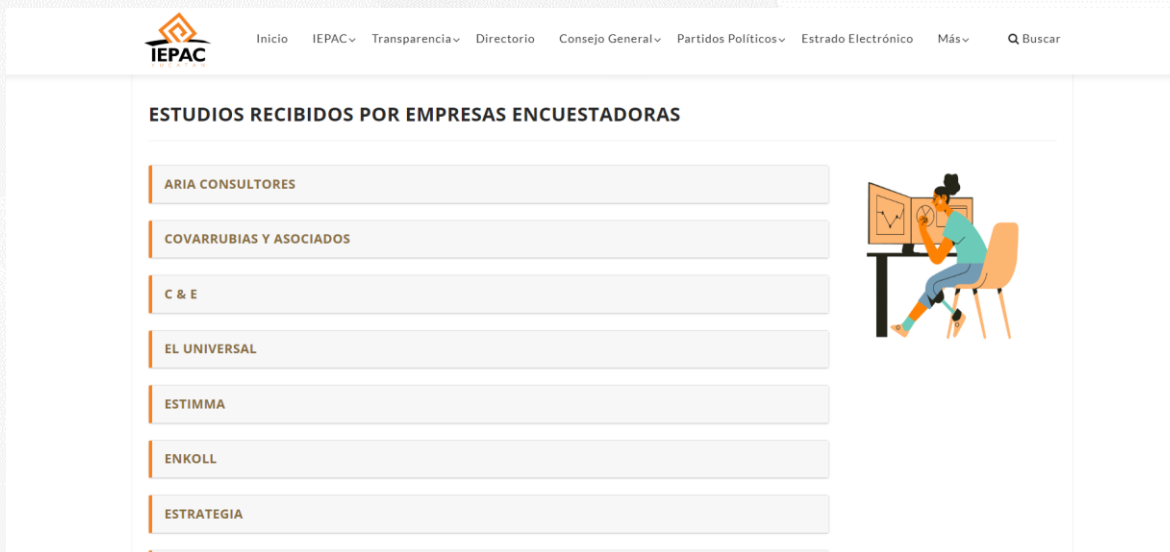 IEPAC
YUCATÁN
Inicio IEPAC Transparencia Directorio Consejo General Partidos Políticos Estrado Electrónico Más Buscar
ESTUDIOS RECIBIDOS POR EMPRESAS ENCUESTADORAS
ARIA CONSULTORES
COVARRUBIAS Y ASOCIADOS
C & E
EL UNIVERSAL
ESTIMMA
ENKOLL
ESTRATEGIA